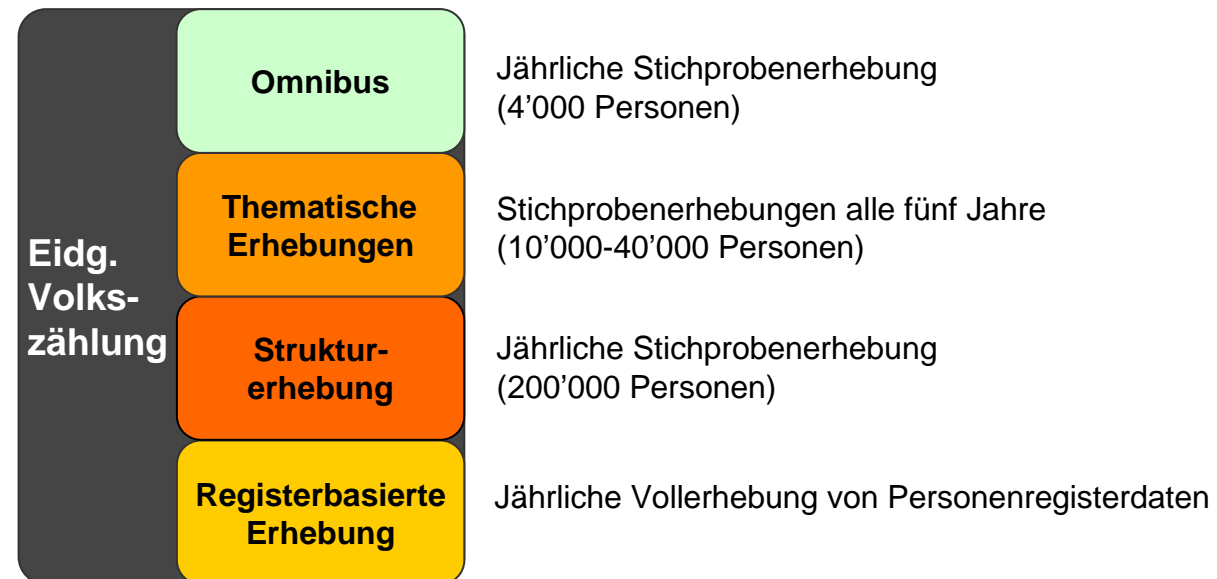 Eidg.
Volks-
zählung
Omnibus
Jährliche Stichprobenerhebung
(4’000 Personen)
Thematische
Erhebungen
Stichprobenerhebungen alle fünf Jahre
(10’000-40’000 Personen)
Struktur-
erhebung
Jährliche Stichprobenerhebung
(200’000 Personen)
Registerbasierte
Erhebung
Jährliche Vollerhebung von Personenregisterdaten